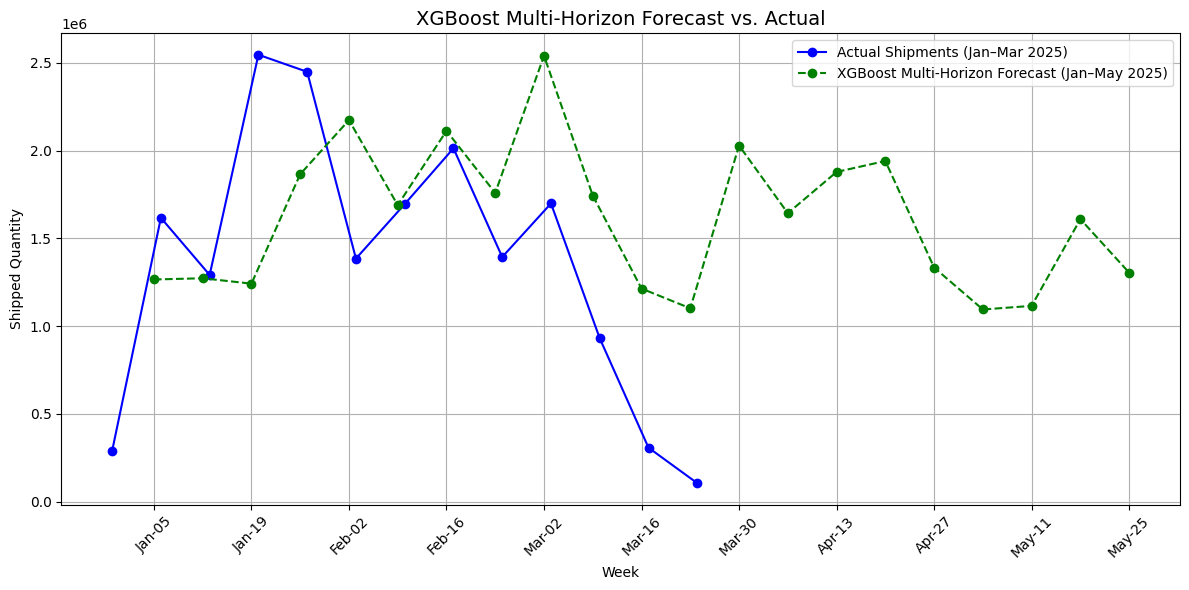 XGBoost Multi-Horizon Forecast vs. Actual
1e6
Actual Shipments (Jan–Mar 2025)
XGBoost Multi-Horizon Forecast (Jan–May 2025)
2.5
2.0
1.5
1.0
0.5
0.0
Shipped Quantity
Jan-05
Jan-19
Feb-02
Feb-16
Mar-02
Mar-16
Mar-30
Apr-13
Apr-27
May-11
May-25
Week